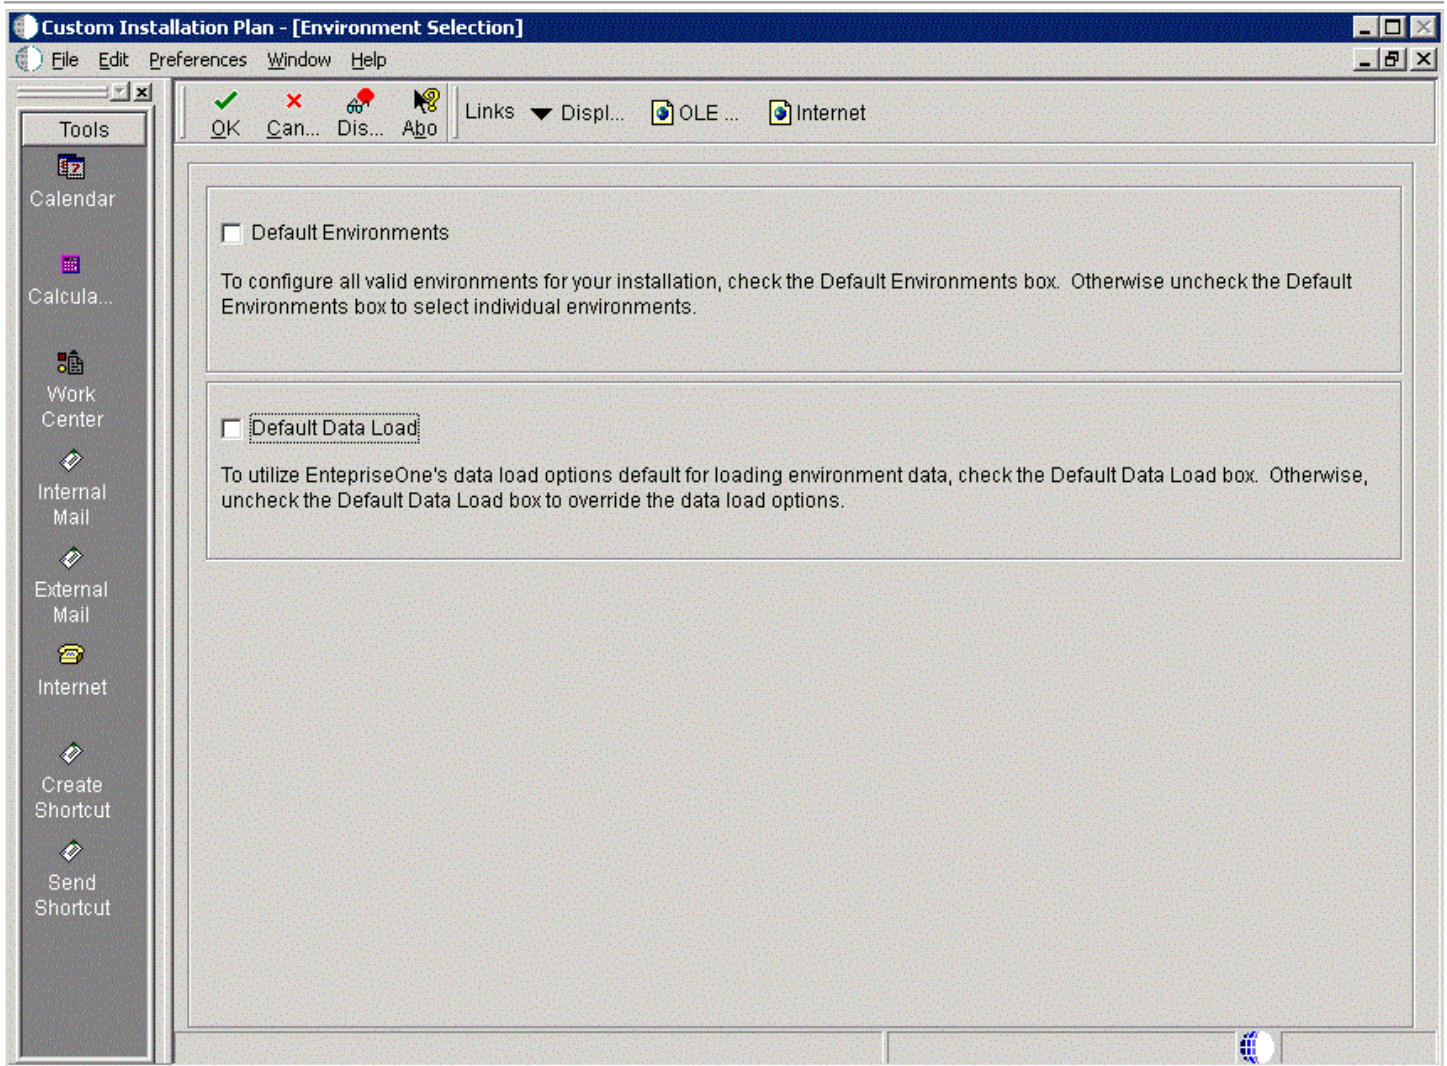 Custom Installation Plan - [Environment Selection]
File Edit Preferences Window Help
Tools
OK Can... Dis... Abo Links Displ... OLE ... Internet
Calendar
Calcula...
Work
Center
Internal
Mail
External
Mail
Internet
Create
Shortcut
Send
Shortcut
Default Environments
To configure all valid environments for your installation, check the Default Environments box. Otherwise uncheck the Default
Environments box to select individual environments.
Default Data Load
To utilize EntepriseOne's data load options default for loading environment data, check the Default Data Load box. Otherwise,
uncheck the Default Data Load box to override the data load options.